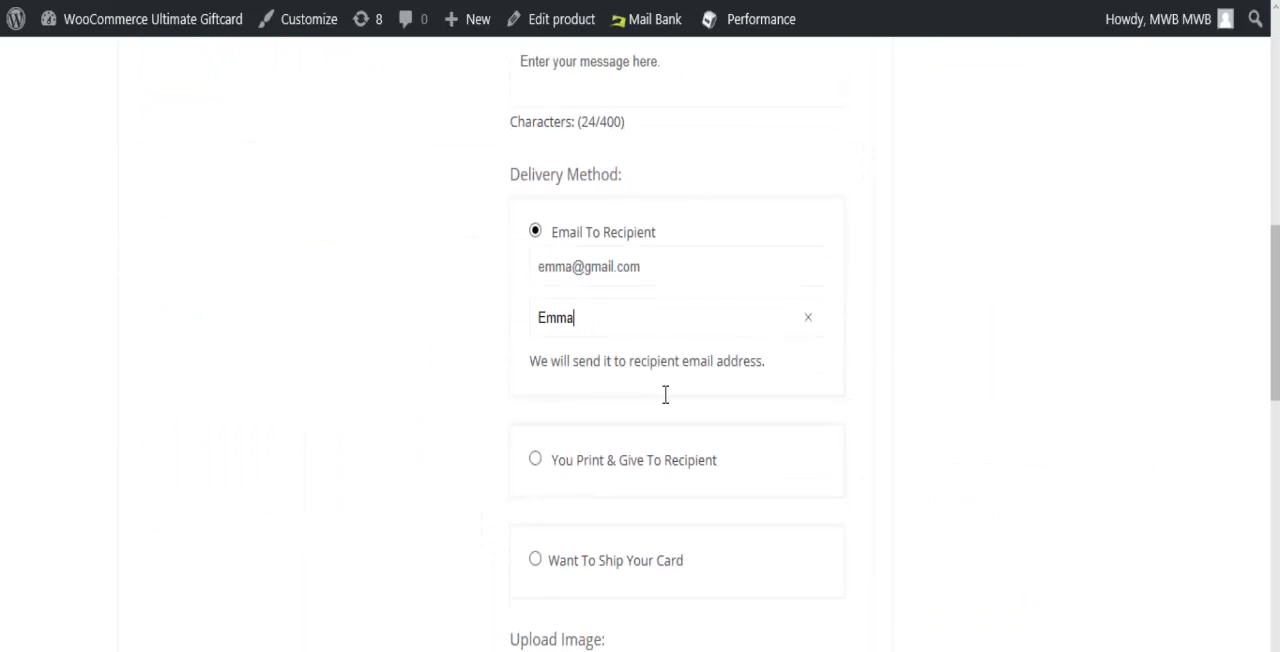 WooCommerce Ultimate Giftcard Customize 8 0 New Edit product Mail Bank Performance Howdy, MWB MWB
Enter your message here.
Characters: (24/400)
Delivery Method:
Email To Recipient
emma@gmail.com
Emma
We will send it to recipient email address.
You Print & Give To Recipient
Want To Ship Your Card
Upload Image: